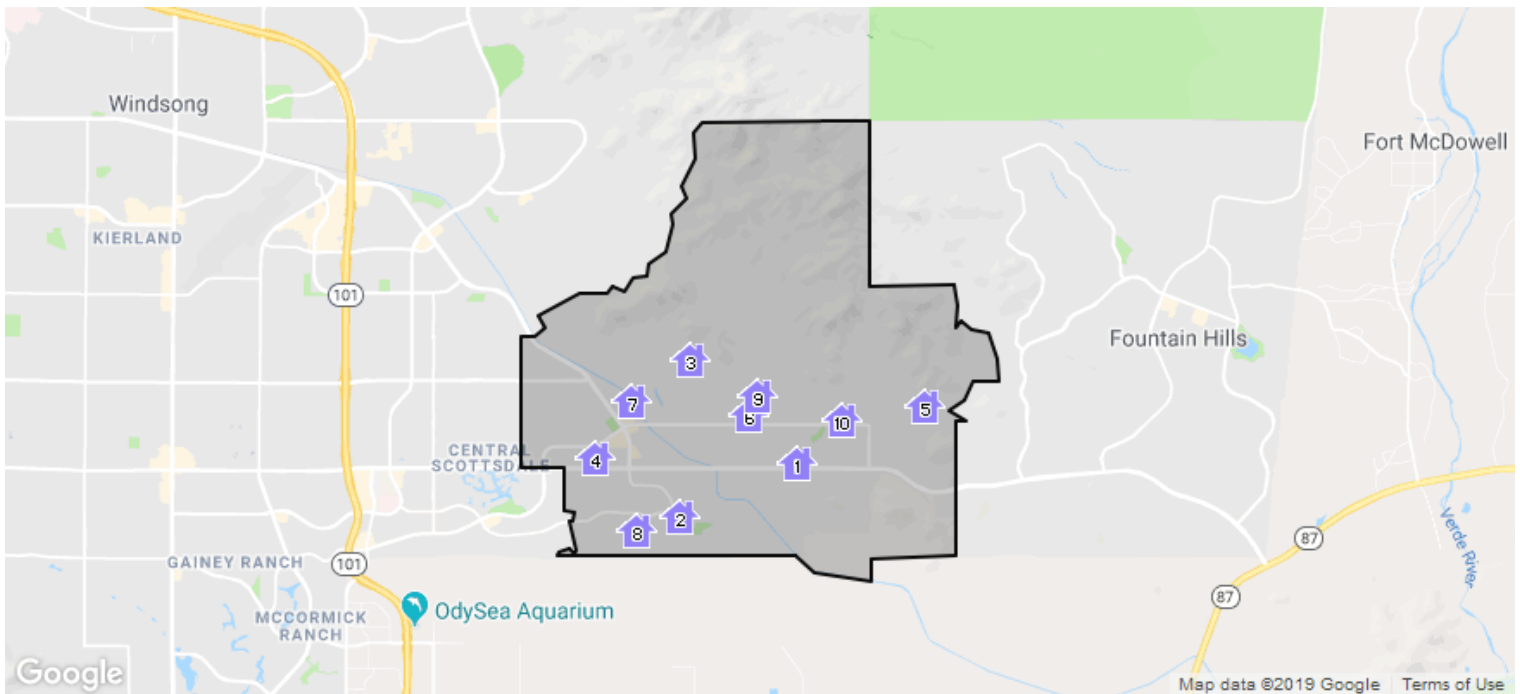 Windsong
Fort McDowell
KIERLAND
101
Fountain Hills
3
7
9
6
5
10
CENTRAL
SCOTTSDALE
4
1
2
8
Verde River
87
GAINEY RANCH
101
87
MCCORMICK
RANCH
OdySea Aquarium
Google
Map data ©2019 Google
Terms of Use